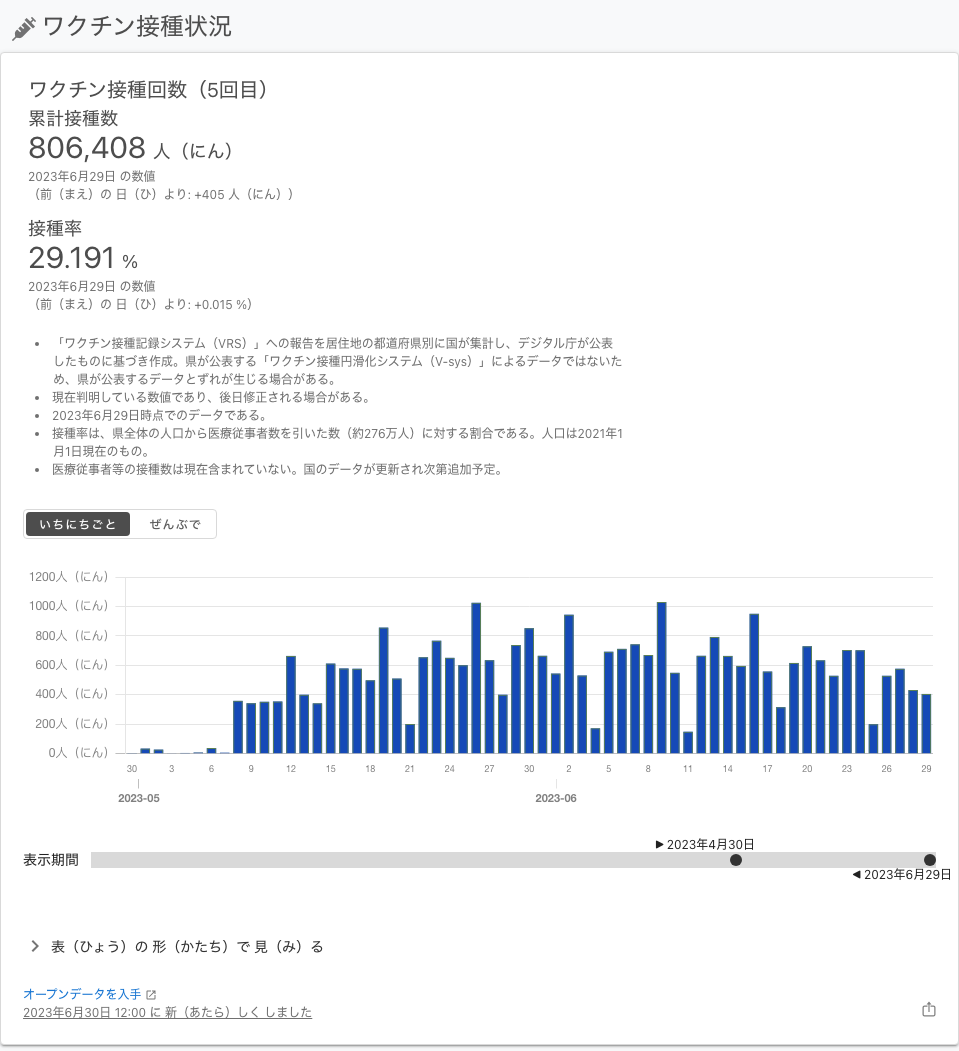 ワクチン接種状況
ワクチン接種回数（5回目）
累計接種数
806,408 人（にん）
2023年6月29日 の数値
（前（まえ）の 日（ひ）より: +405 人（にん））
接種率
29.191 %
2023年6月29日 の数値
（前（まえ）の 日（ひ）より: +0.015 %）
• 「ワクチン接種記録システム（VRS）」への報告を居住地の都道府県別に国が集計し、デジタル庁が公表
したものに基づき作成。県が公表する「ワクチン接種円滑化システム（V-sys）」によるデータではないた
め、県が公表するデータとずれが生じる場合がある。
• 現在判明している数値であり、後日修正される場合がある。
• 2023年6月29日時点でのデータである。
• 接種率は、県全体の人口から医療従事者数を引いた数（約276万人）に対する割合である。人口は2021年1
月1日現在のもの。
• 医療従事者等の接種数は現在含まれていない。国のデータが更新され次第追加予定。
いちにちごと ぜんぶで
1200人（にん）
1000人（にん）
800人（にん）
600人（にん）
400人（にん）
200人（にん）
0人（にん）
30 3 6 9 12 15 18 21 24 27 30 2 5 8 11 14 17 20 23 26 29
2023-05 2023-06
▶ 2023年4月30日
表示期間
◀ 2023年6月29日
表（ひょう）の 形（かたち）で 見（み）る
オープンデータを入手
2023年6月30日 12:00 に 新（あたら）しく しました